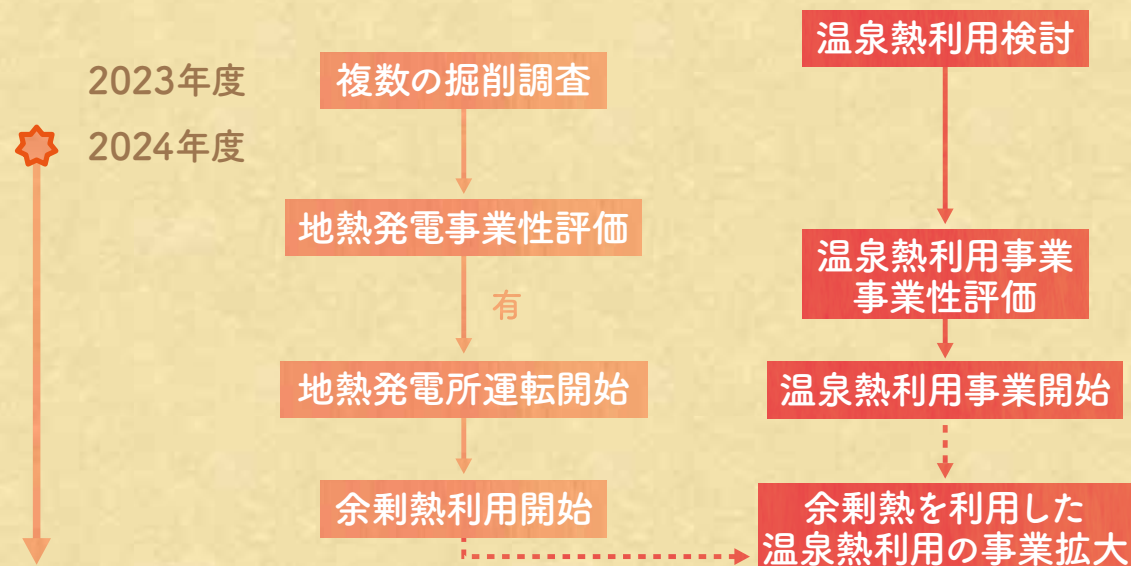 温泉熱利用検討
2023年度
複数の掘削調査
2024年度
地熱発電事業性評価
温泉熱利用事業
事業性評価
有
地熱発電所運転開始
温泉熱利用事業開始
余剰熱利用開始
余剰熱を利用した
温泉熱利用の事業拡大